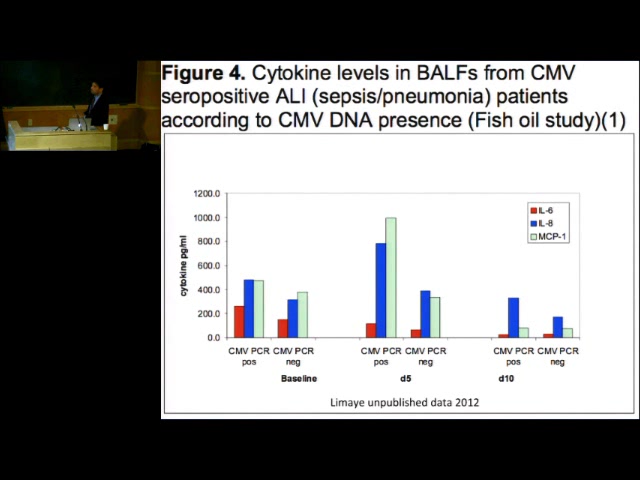 Figure 4. Cytokine levels in BALFs from CMV
seropositive ALI (sepsis/pneumonia) patients
according to CMV DNA presence (Fish oil study)(1)
1200.0
1000.0
800.0
600.0
400.0
200.0
0.0
cytokine pg/ml
IL-6
IL-8
MCP-1
CMV PCR
pos
CMV PCR
neg
CMV PCR
pos
CMV PCR
neg
CMV PCR
pos
CMV PCR
neg
Baseline
d5
d10
Limaye unpublished data 2012